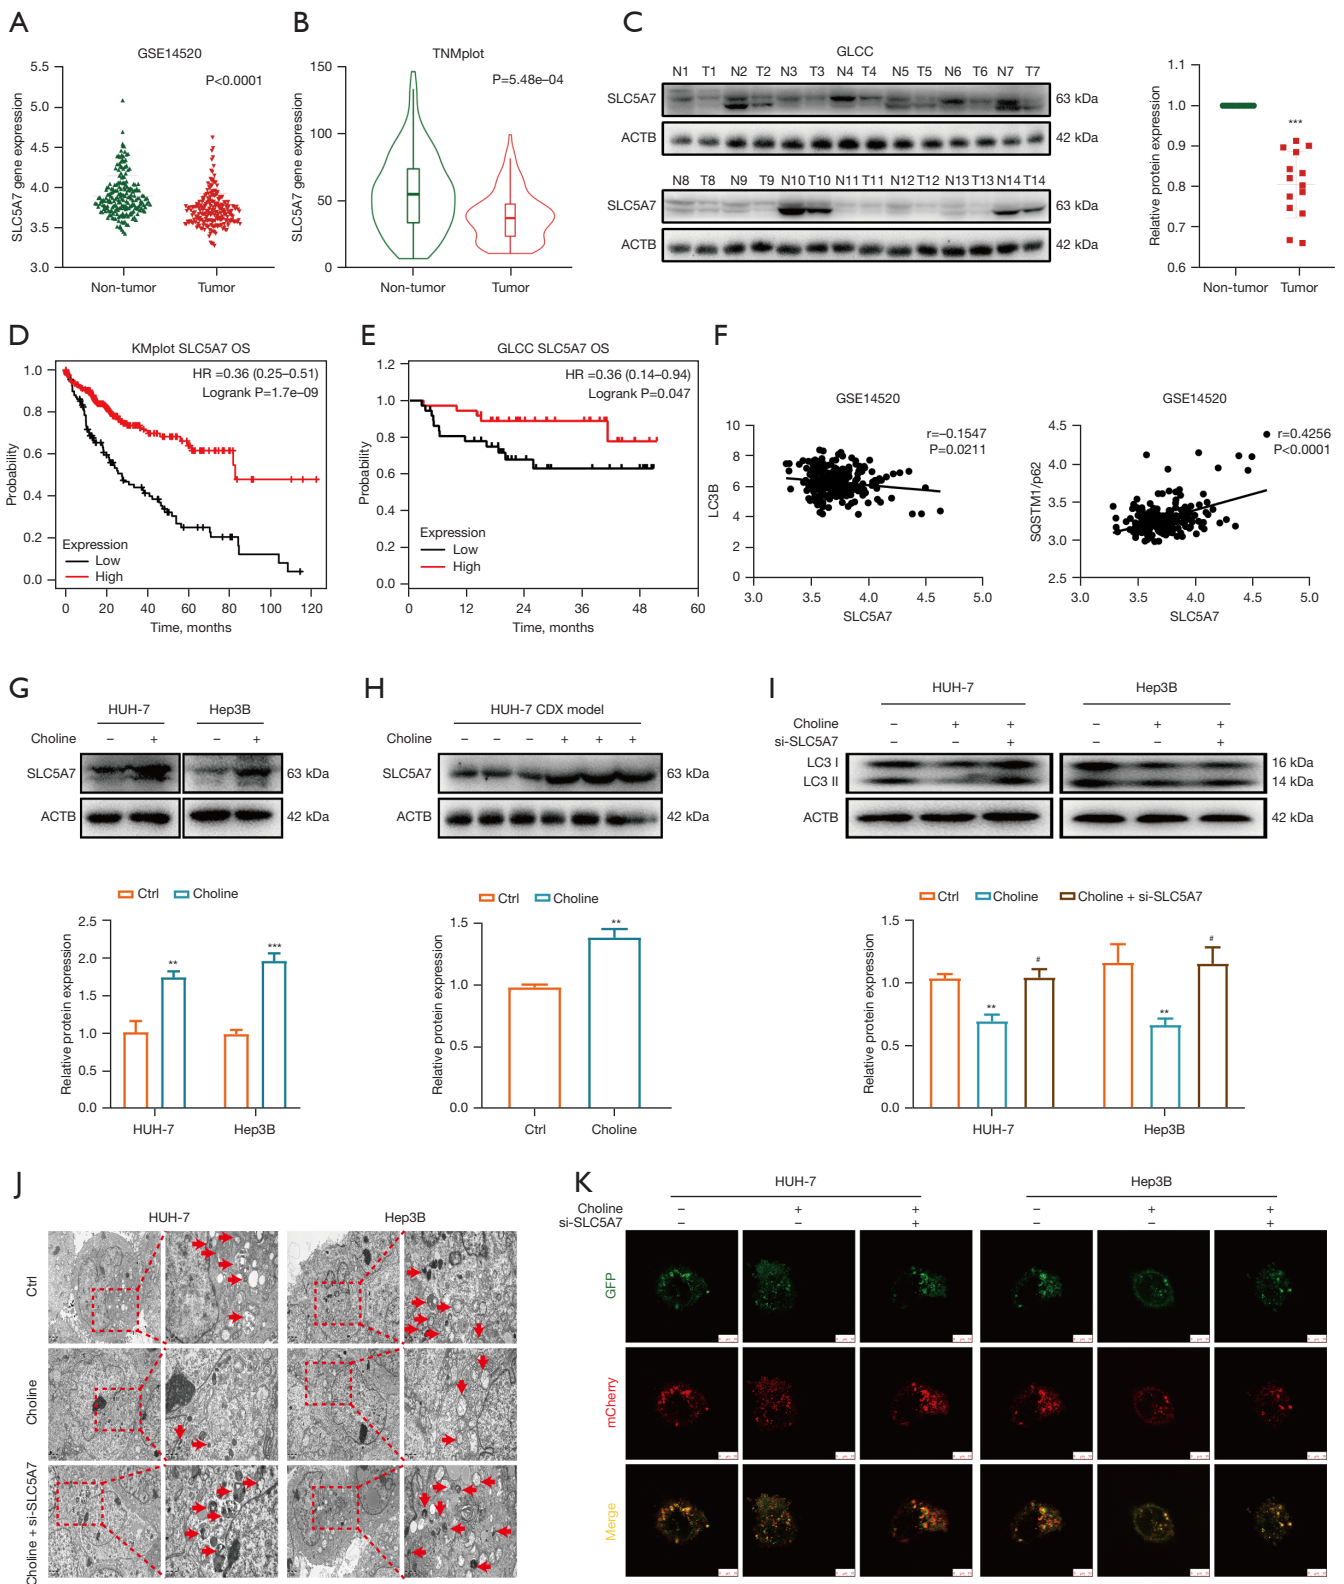 A
GSE14520
P<0.0001
SLC5A7 gene expression
5.5
5.0
4.5
4.0
3.5
3.0
Non-tumor Tumor
B
TNMplot
P=5.48e–04
SLC5A7 gene expression
150
100
50
0
Non-tumor Tumor
C
GLCC
N1 T1 N2 T2 N3 T3 N4 T4 N5 T5 N6 T6 N7 T7
SLC5A7 63 kDa
ACTB 42 kDa
N8 T8 N9 T9 N10 T10 N11 T11 N12 T12 N13 T13 N14 T14
SLC5A7 63 kDa
ACTB 42 kDa
Relative protein expression
1.1
1.0
0.9
0.8
0.7
0.6
***
Non-tumor Tumor
D
KMplot SLC5A7 OS
HR =0.36 (0.25–0.51)
Logrank P=1.7e–09
Probability
1.0
0.8
0.6
0.4
0.2
0.0
Expression
Low
High
0 20 40 60 80 100 120
Time, months
E
GLCC SLC5A7 OS
HR =0.36 (0.14–0.94)
Logrank P=0.047
Probability
1.2
1.0
0.8
0.6
0.4
0.2
0.0
Expression
Low
High
0 12 24 36 48 60
Time, months
F
GSE14520
r=–0.1547
P=0.0211
LC3B
10
8
6
4
2
0
3.0 3.5 4.0 4.5 5.0
SLC5A7
GSE14520
r=0.4256
P<0.0001
SQSTM1/p62
4.5
4.0
3.5
3.0
2.5
3.0 3.5 4.0 4.5 5.0
SLC5A7
G
HUH-7 Hep3B
Choline – + – +
SLC5A7 63 kDa
ACTB 42 kDa
Ctrl Choline
Relative protein expression
2.5
2.0
1.5
1.0
0.5
0.0
** ***
HUH-7 Hep3B
H
HUH-7 CDX model
Choline – – – + + +
SLC5A7 63 kDa
ACTB 42 kDa
Ctrl Choline
Relative protein expression
1.5
1.0
0.5
0.0
**
Ctrl Choline
I
HUH-7 Hep3B
Choline – + + – + +
si-SLC5A7 – – + – – +
LC3 I 16 kDa
LC3 II 14 kDa
ACTB 42 kDa
Ctrl Choline Choline + si-SLC5A7
Relative protein expression
1.5
1.0
0.5
0.0
** # ** #
HUH-7 Hep3B
J
HUH-7 Hep3B
Ctrl
Choline
Choline + si-SLC5A7
K
HUH-7 Hep3B
Choline – + + – + +
si-SLC5A7 – – + – – +
GFP
mCherry
Merge